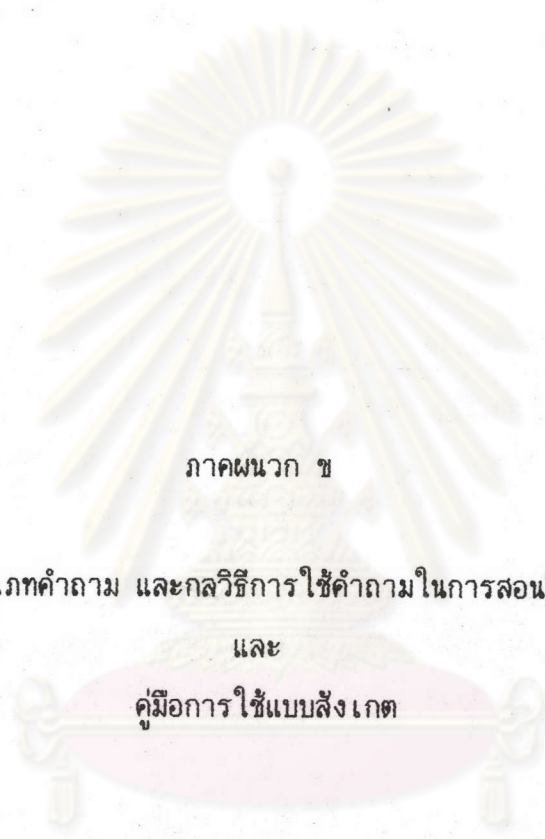 ภาคผนวก ข
คำถาม และกลวิธีการใช้คำถามในการสอน
และ
คู่มือการใช้แบบสังเกต